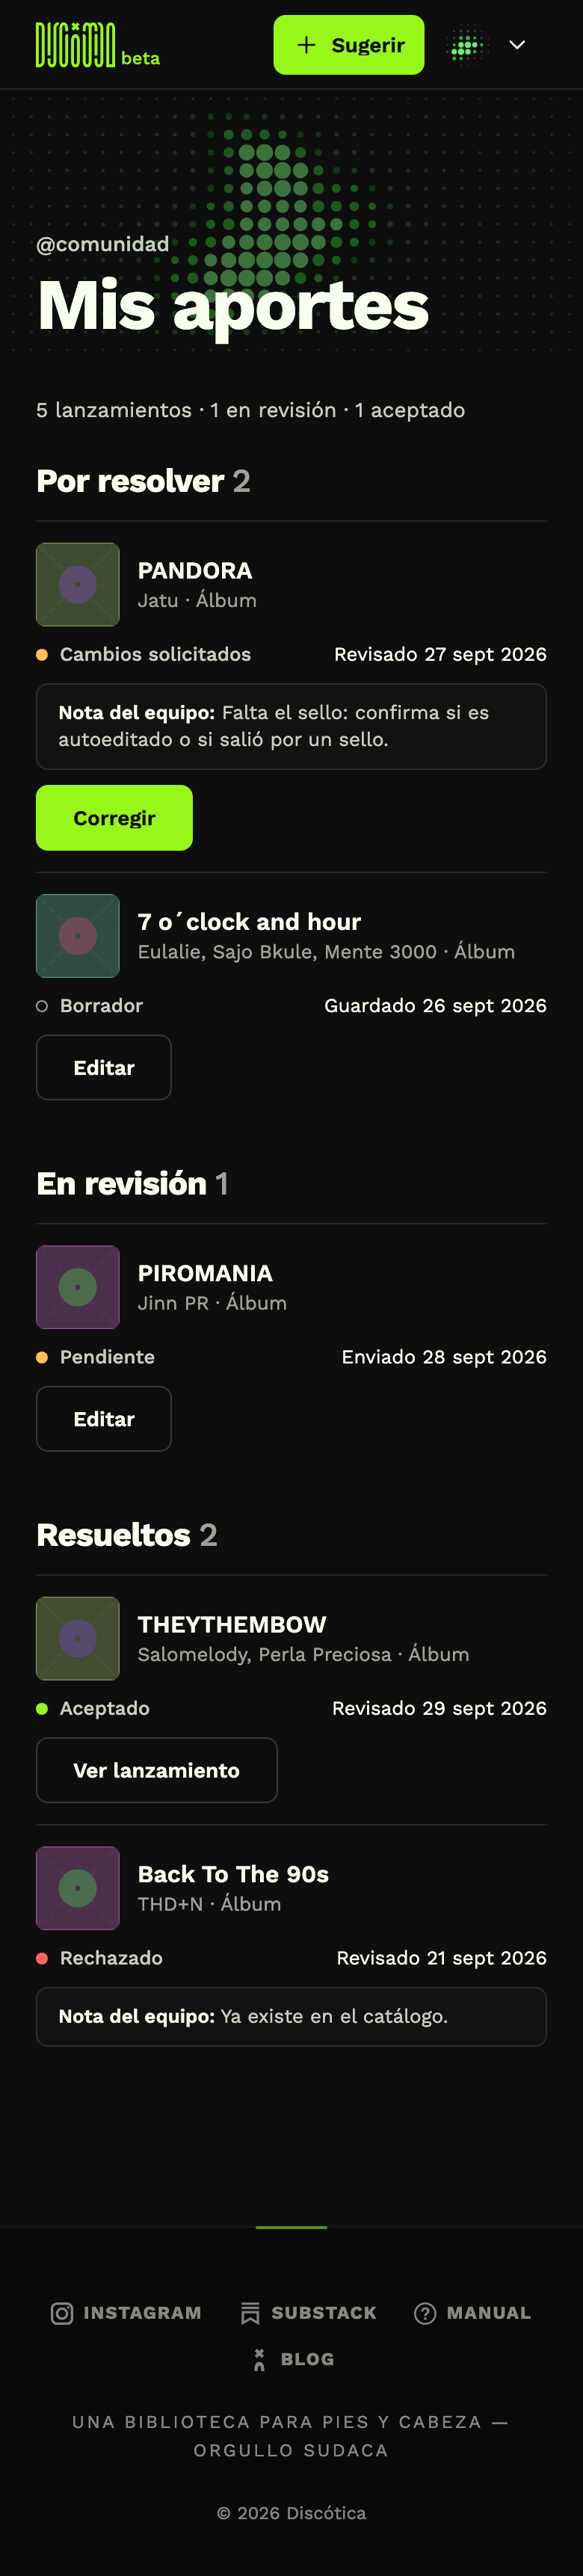 DISCÓTICA beta
Sugerir
@comunidad
Mis aportes
5 lanzamientos · 1 en revisión · 1 aceptado
Por resolver 2
PANDORA
Jatu · Álbum
Cambios solicitados Revisado 27 sept 2026
Nota del equipo: Falta el sello: confirma si es
autoeditado o si salió por un sello.
Corregir
7 o´clock and hour
Eulalie, Sajo Bkule, Mente 3000 · Álbum
Borrador Guardado 26 sept 2026
Editar
En revisión 1
PIROMANIA
Jinn PR · Álbum
Pendiente Enviado 28 sept 2026
Editar
Resueltos 2
THEYTHEMBOW
Salomelody, Perla Preciosa · Álbum
Aceptado Revisado 29 sept 2026
Ver lanzamiento
Back To The 90s
THD+N · Álbum
Rechazado Revisado 21 sept 2026
Nota del equipo: Ya existe en el catálogo.
INSTAGRAM SUBSTACK MANUAL
BLOG
UNA BIBLIOTECA PARA PIES Y CABEZA —
ORGULLO SUDACA
© 2026 Discótica